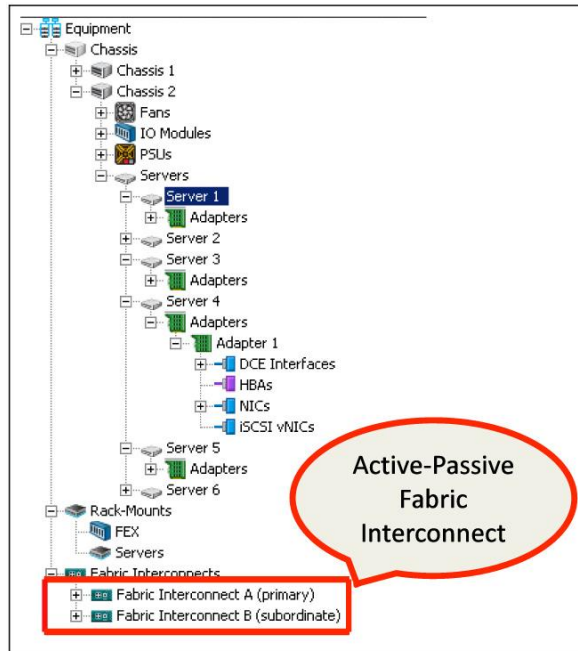 Equipment
Chassis
Chassis 1
Chassis 2
Fans
IO Modules
PSUs
Servers
Server 1
Adapters
Server 2
Server 3
Adapters
Server 4
Adapters
Adapter 1
DCE Interfaces
HBAs
NICs
iSCSI vNICs
Server 5
Adapters
Server 6
Rack-Mounts
FEX
Servers
Fabric Interconnects
Fabric Interconnect A (primary)
Fabric Interconnect B (subordinate)
Active-Passive
Fabric
Interconnect